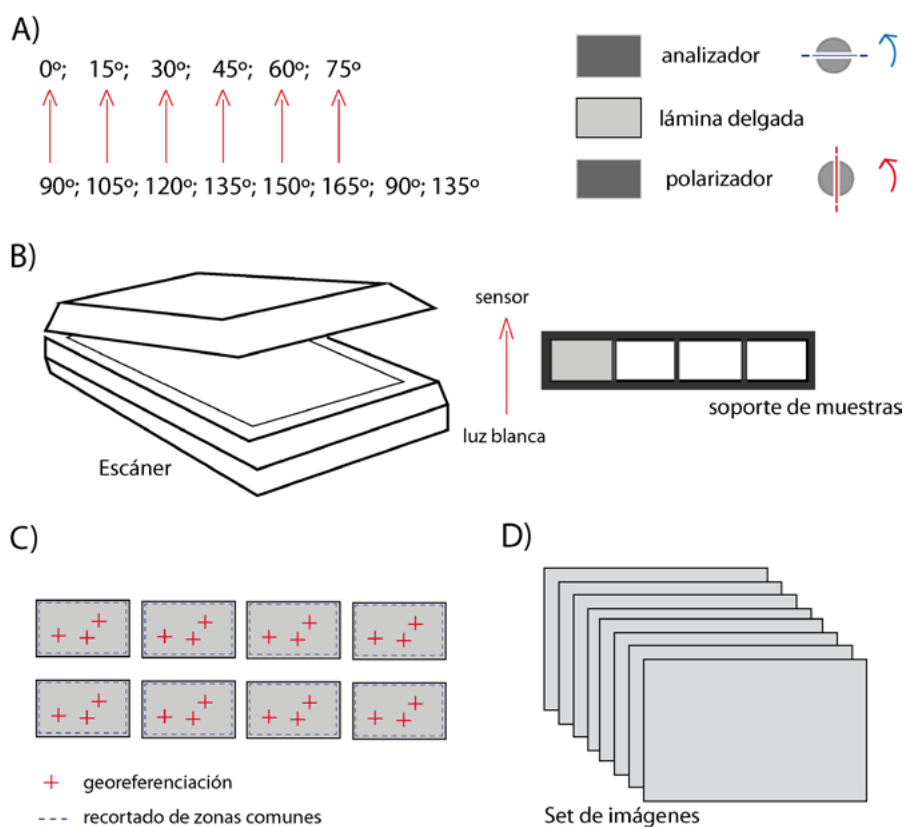 A)
0º; 15º; 30º; 45º; 60º; 75º
90º; 105º; 120º; 135º; 150º; 165º; 90º; 135º
analizador
lámina delgada
polarizador
B)
sensor
luz blanca
Escáner
soporte de muestras
C)
georeferenciación
recortado de zonas comunes
D)
Set de imágenes